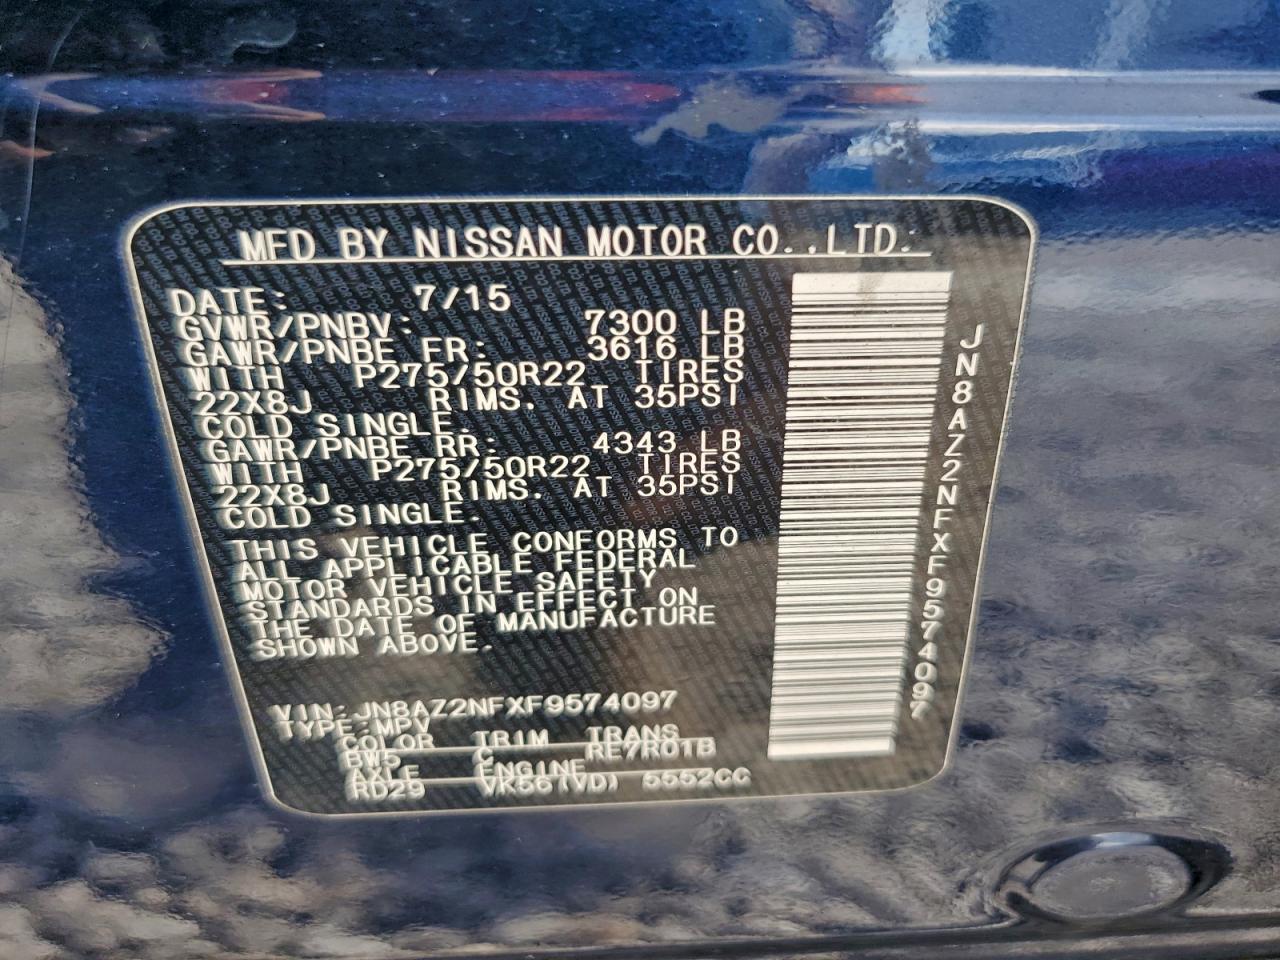 MFD BY NISSAN MOTOR CO.,LTD.
DATE: 7/15
GVWR/PNBV: 7300 LB
GAWR/PNBE FR: 3616 LB
WITH P275/50R22 TIRES
22X8J RIMS. AT 35PSI
COLD SINGLE.
GAWR/PNBE RR: 4343 LB
WITH P275/50R22 TIRES
22X8J RIMS. AT 35PSI
COLD SINGLE.
THIS VEHICLE CONFORMS TO
ALL APPLICABLE FEDERAL
MOTOR VEHICLE SAFETY
STANDARDS IN EFFECT ON
THE DATE OF MANUFACTURE
SHOWN ABOVE.
VIN:JN8AZ2NFXF9574097
TYPE:MPV
COLOR TRIM TRANS
BW5 C RE7R01B
AXLE ENGINE
RD29 VK56(VD) 5552CC
JN8AZ2NFXF9574097